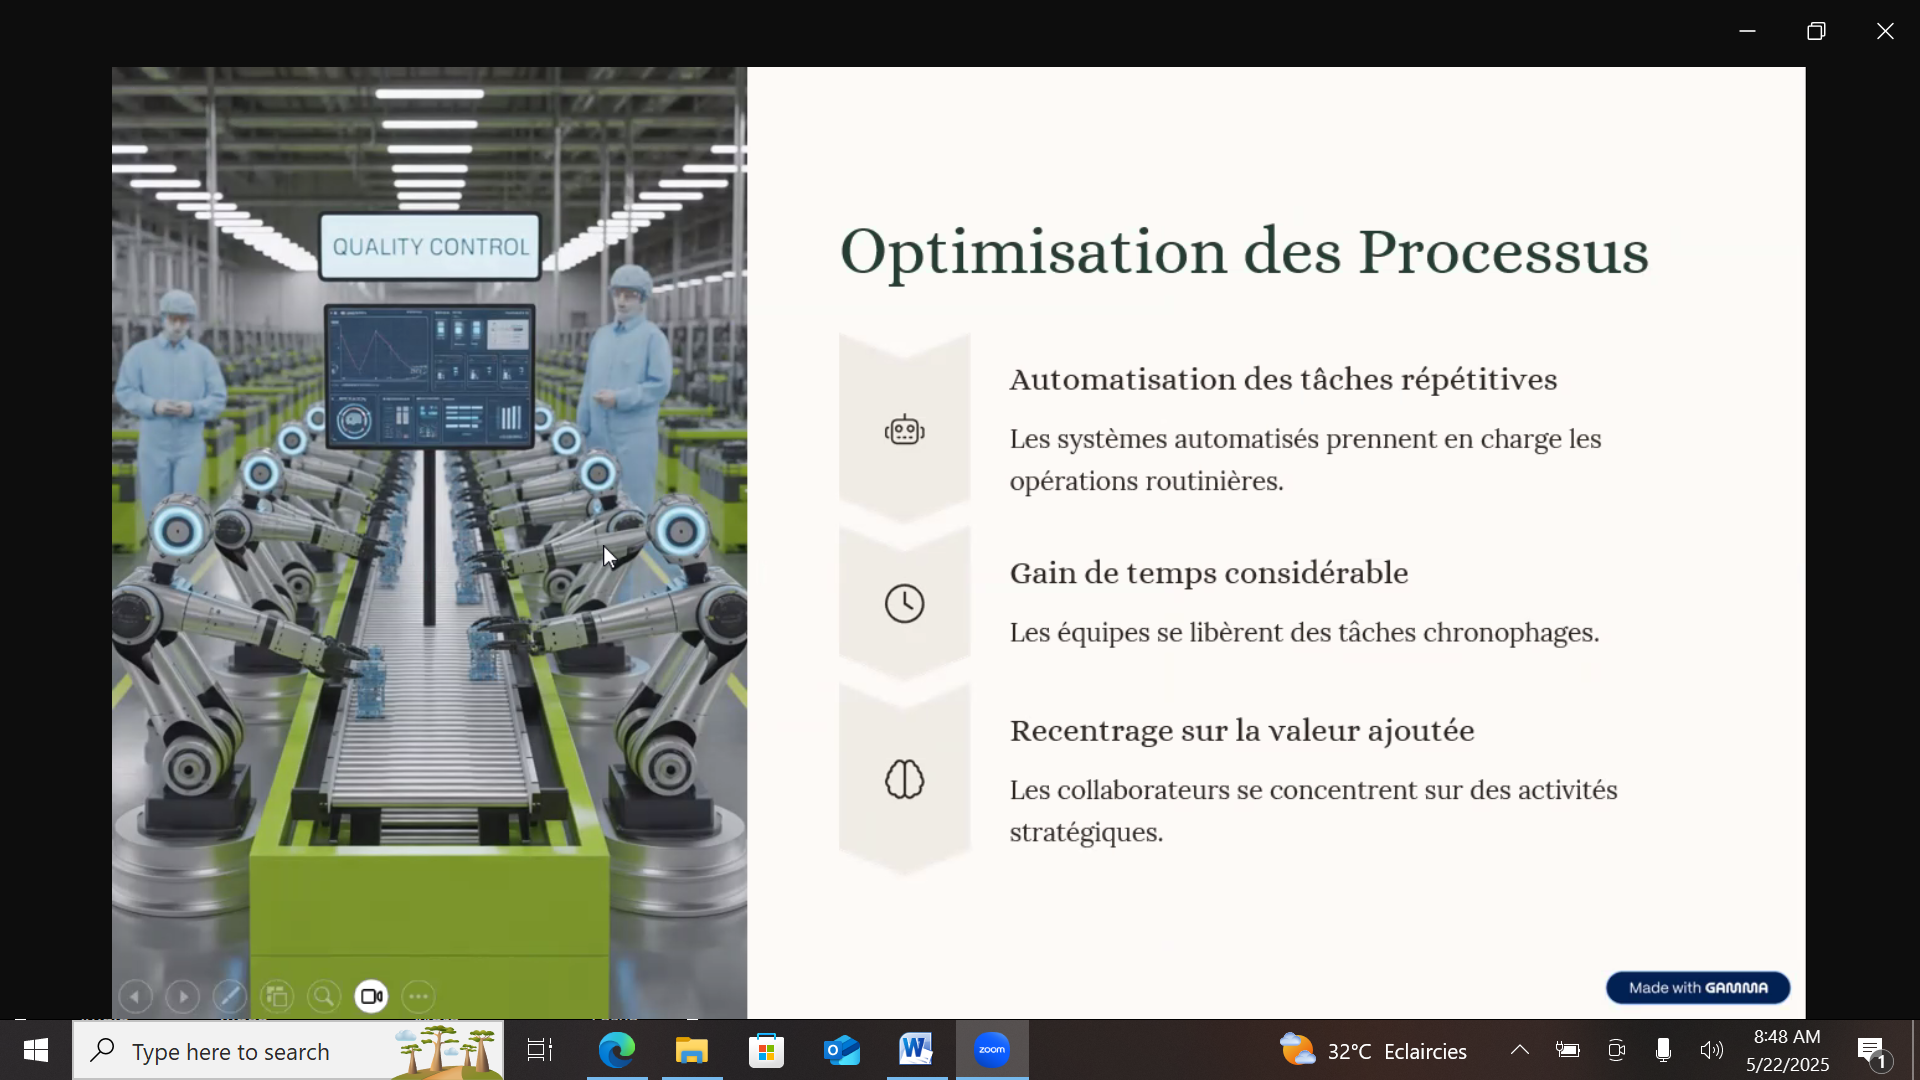 QUALITY CONTROL
Optimisation des Processus
Automatisation des tâches répétitives
Les systèmes automatisés prennent en charge les
opérations routinières.
Gain de temps considérable
Les équipes se libèrent des tâches chronophages.
Recentrage sur la valeur ajoutée
Les collaborateurs se concentrent sur des activités
stratégiques.
Made with GAMMA
Type here to search
zoom
32°C Eclaircies
8:48 AM
5/22/2025
1